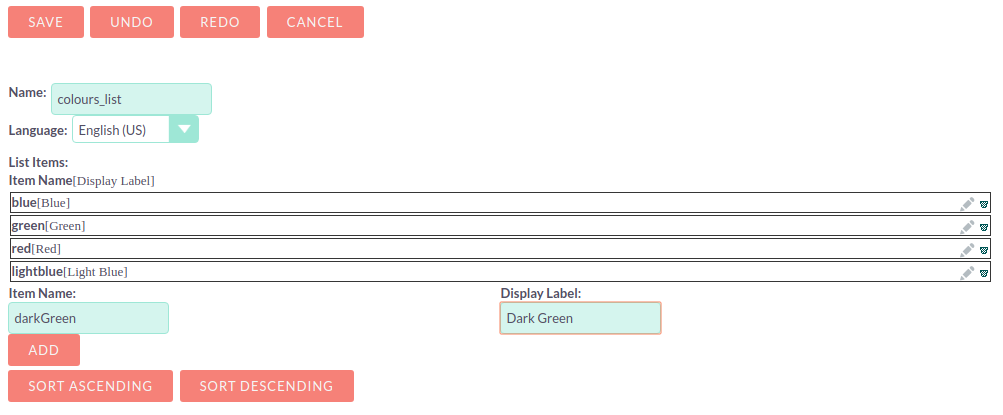 SAVE UNDO REDO CANCEL
Name: colours_list
Language: English (US)
List Items:
Item Name[Display Label]
blue[Blue]
green[Green]
red[Red]
lightblue[Light Blue]
Item Name: Display Label:
darkGreen Dark Green
ADD
SORT ASCENDING SORT DESCENDING